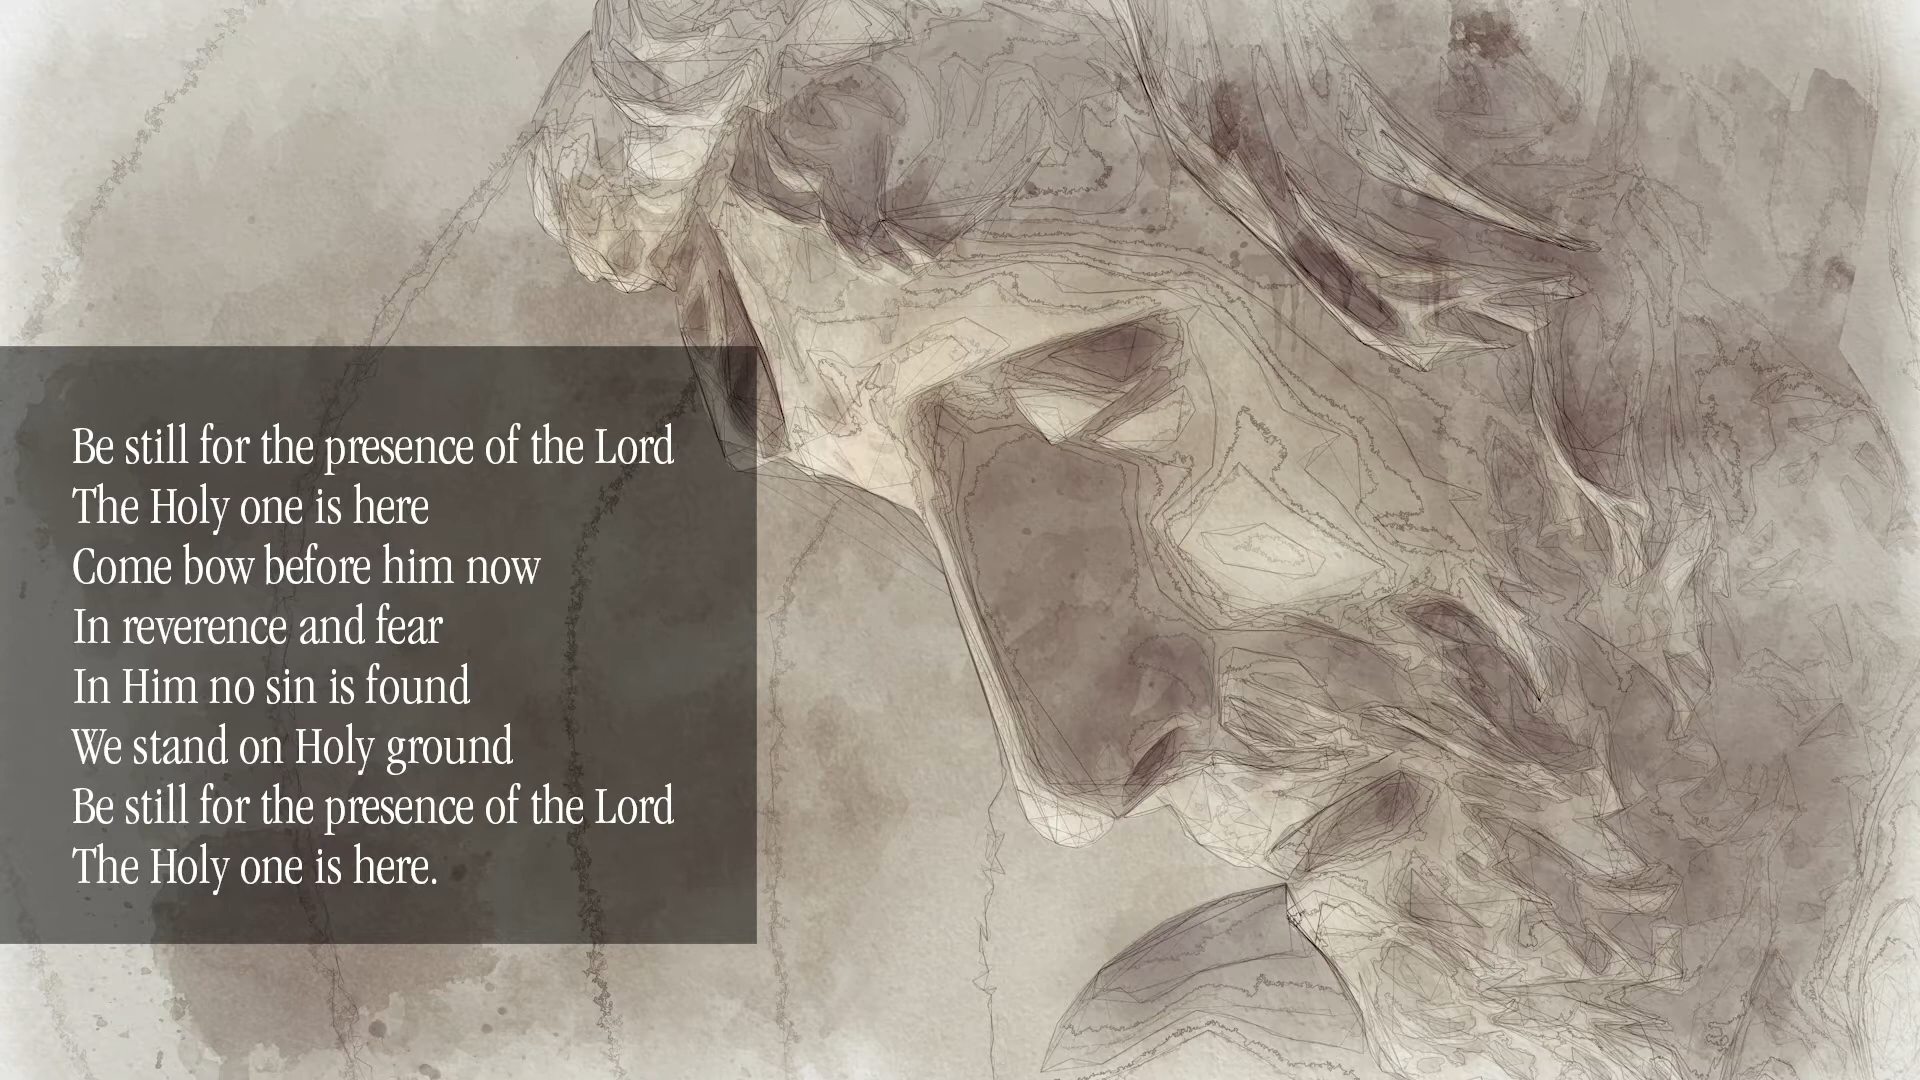 Be still for the presence of the Lord
The Holy one is here
Come bow before him now
In reverence and fear
In Him no sin is found
We stand on Holy ground
Be still for the presence of the Lord
The Holy one is here.